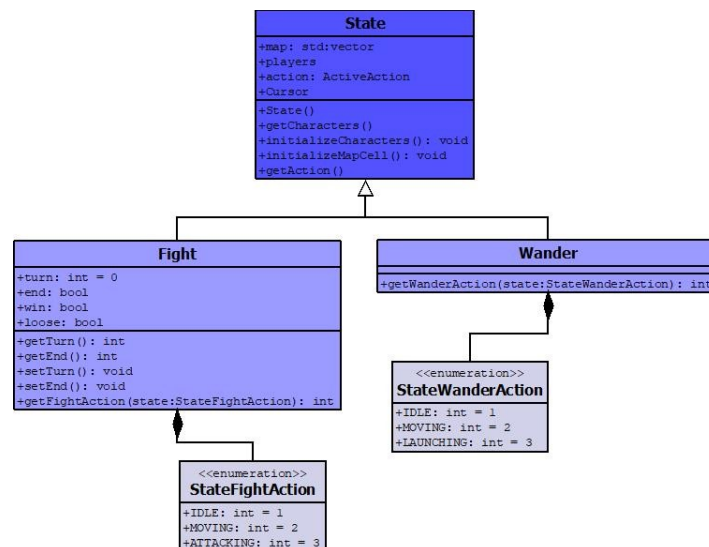 State
+map: std:vector
+players
+action: ActiveAction
+Cursor
+State()
+getCharacters()
+initializeCharacters(): void
+initializeMapCell(): void
+getAction()
Fight
+turn: int = 0
+end: bool
+win: bool
+loose: bool
+getTurn(): int
+getEnd(): int
+setTurn(): void
+setEnd(): void
+getFightAction(state:StateFightAction): int
Wander
+getWanderAction(state:StateWanderAction): int
<<enumeration>>
StateWanderAction
+IDLE: int = 1
+MOVING: int = 2
+LAUNCHING: int = 3
<<enumeration>>
StateFightAction
+IDLE: int = 1
+MOVING: int = 2
+ATTACKING: int = 3